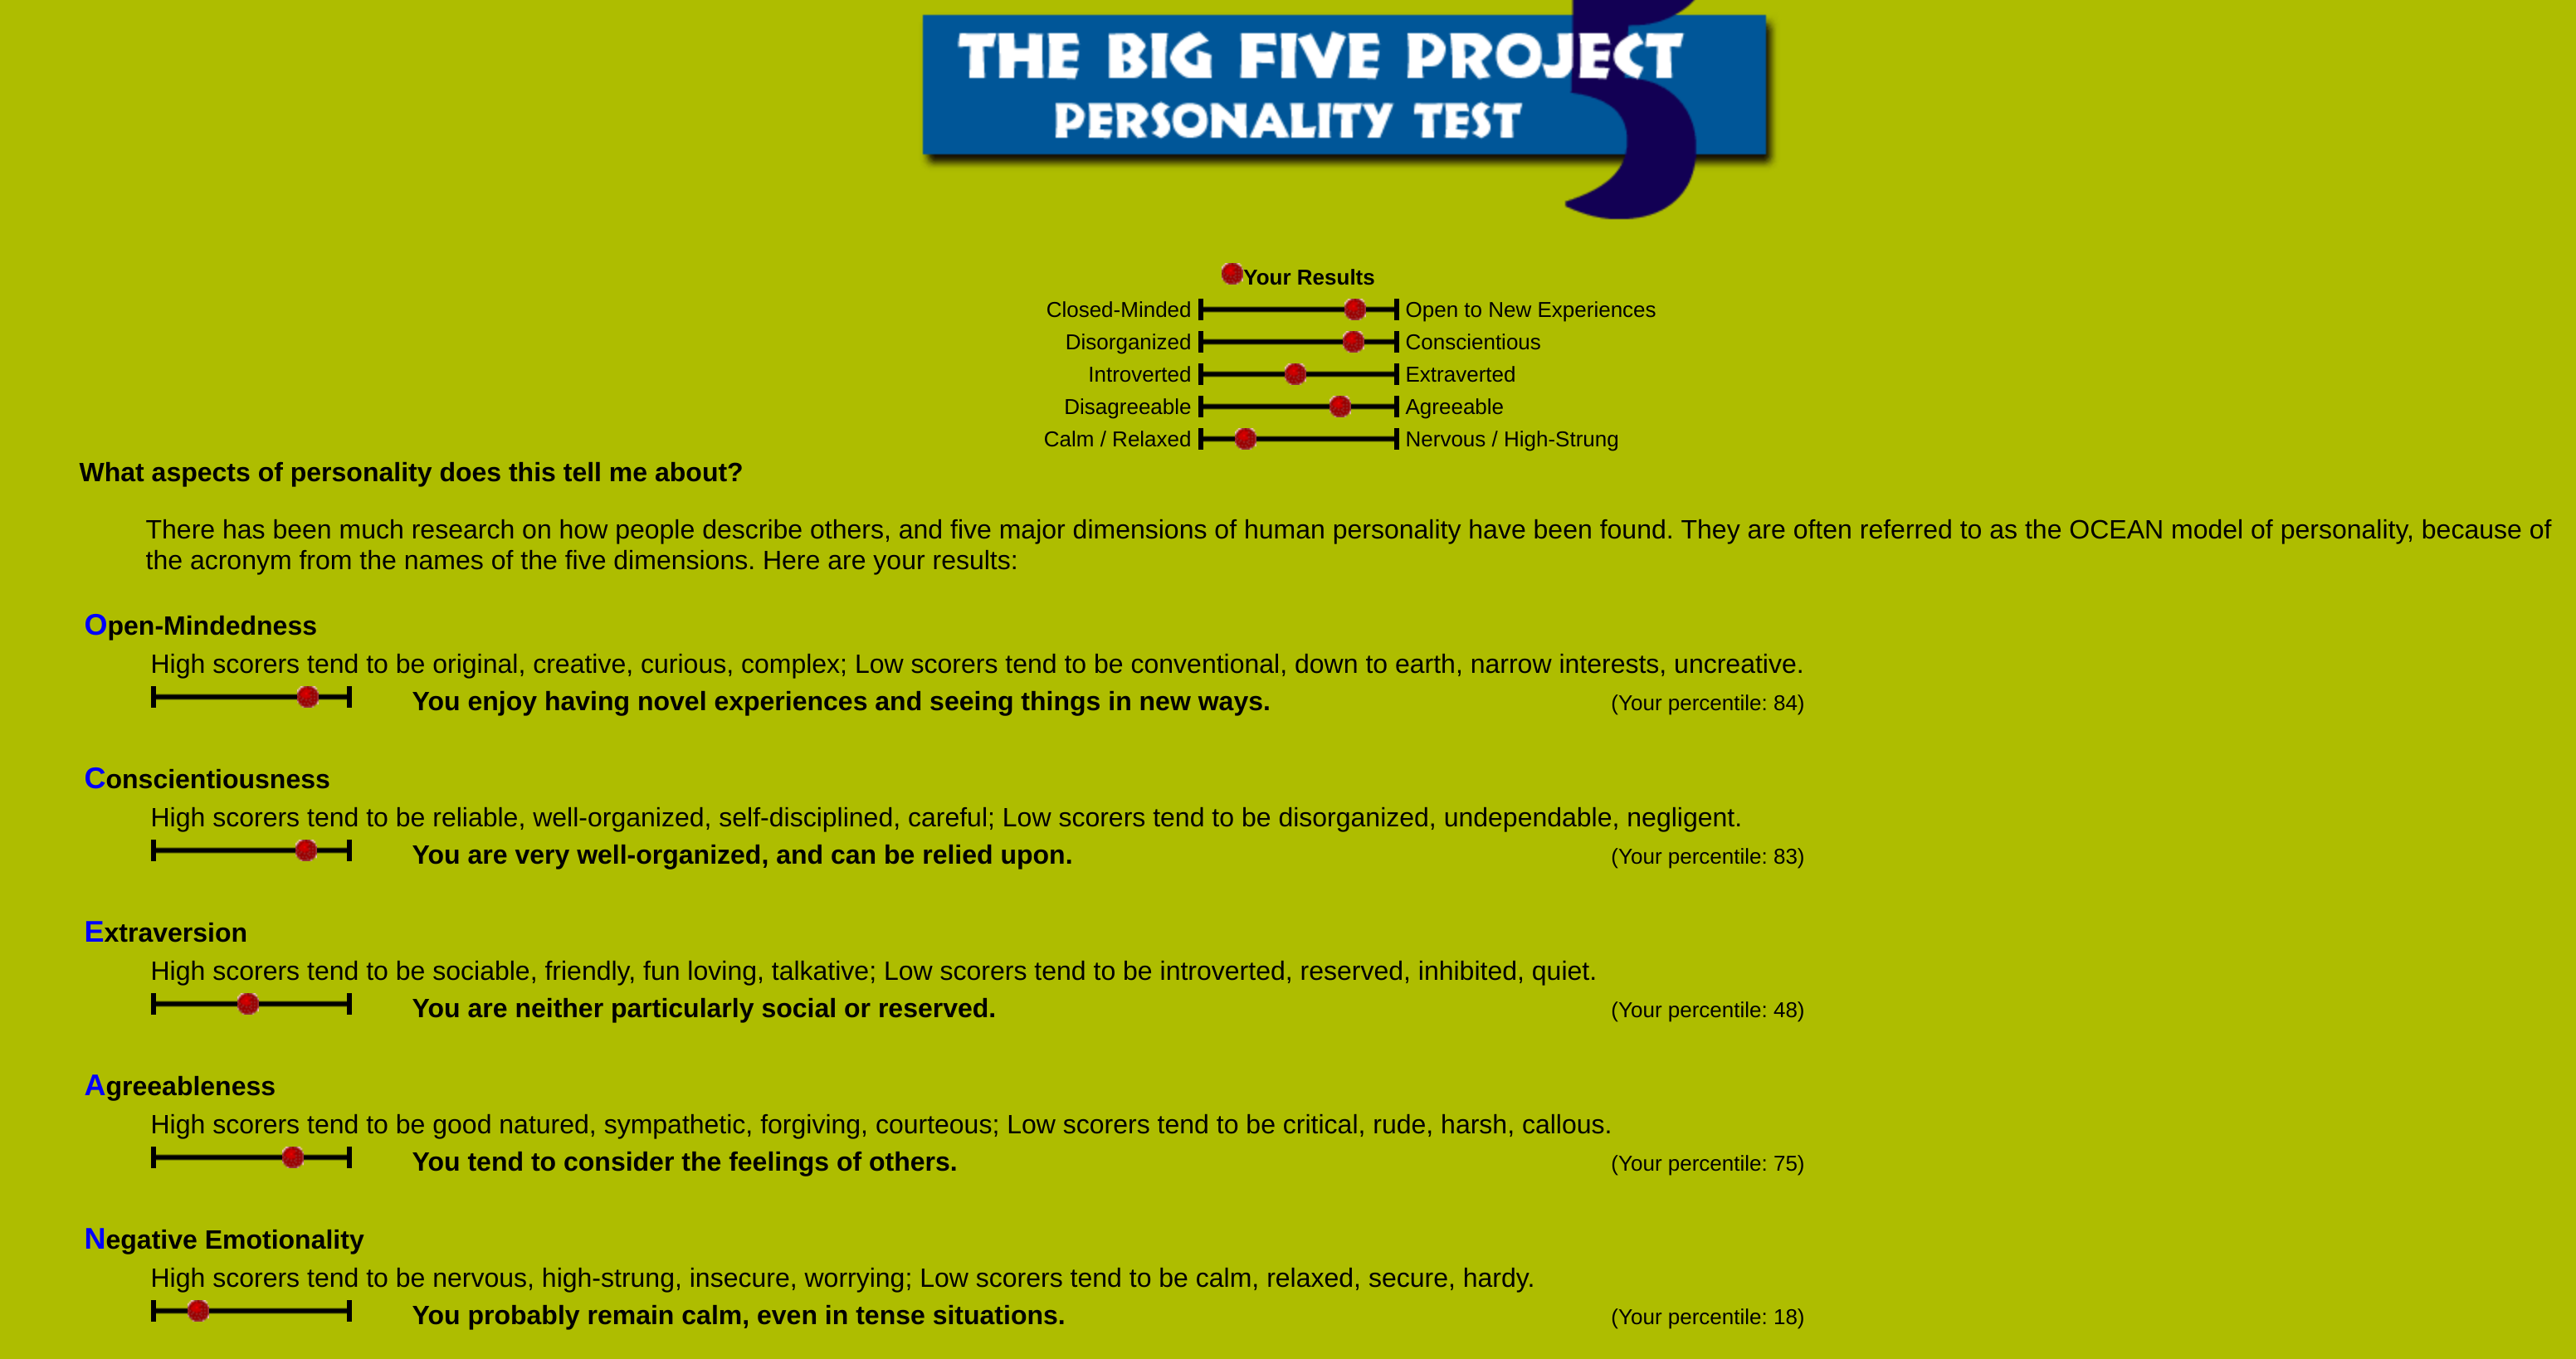 THE BIG FIVE PROJECT
5
PERSONALITY TEST
Your Results
Closed-Minded Open to New Experiences
Disorganized Conscientious
Introverted Extraverted
Disagreeable Agreeable
Calm / Relaxed Nervous / High-Strung
What aspects of personality does this tell me about?
There has been much research on how people describe others, and five major dimensions of human personality have been found. They are often referred to as the OCEAN model of personality, because of
the acronym from the names of the five dimensions. Here are your results:
Open-Mindedness
High scorers tend to be original, creative, curious, complex; Low scorers tend to be conventional, down to earth, narrow interests, uncreative.
You enjoy having novel experiences and seeing things in new ways. (Your percentile: 84)
Conscientiousness
High scorers tend to be reliable, well-organized, self-disciplined, careful; Low scorers tend to be disorganized, undependable, negligent.
You are very well-organized, and can be relied upon. (Your percentile: 83)
Extraversion
High scorers tend to be sociable, friendly, fun loving, talkative; Low scorers tend to be introverted, reserved, inhibited, quiet.
You are neither particularly social or reserved. (Your percentile: 48)
Agreeableness
High scorers tend to be good natured, sympathetic, forgiving, courteous; Low scorers tend to be critical, rude, harsh, callous.
You tend to consider the feelings of others. (Your percentile: 75)
Negative Emotionality
High scorers tend to be nervous, high-strung, insecure, worrying; Low scorers tend to be calm, relaxed, secure, hardy.
You probably remain calm, even in tense situations. (Your percentile: 18)